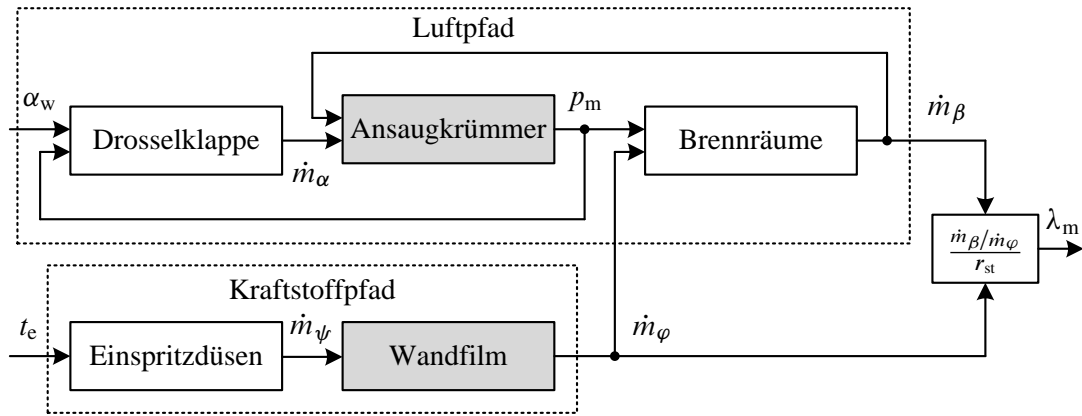 Luftpfad
α_w
Drosselklappe
ṁ_α
Ansaugkrümmer
p_m
Brennräume
ṁ_β
ṁ_β/ṁ_φ
r_st
λ_m
Kraftstoffpfad
t_e
Einspritzdüsen
ṁ_ψ
Wandfilm
ṁ_φ